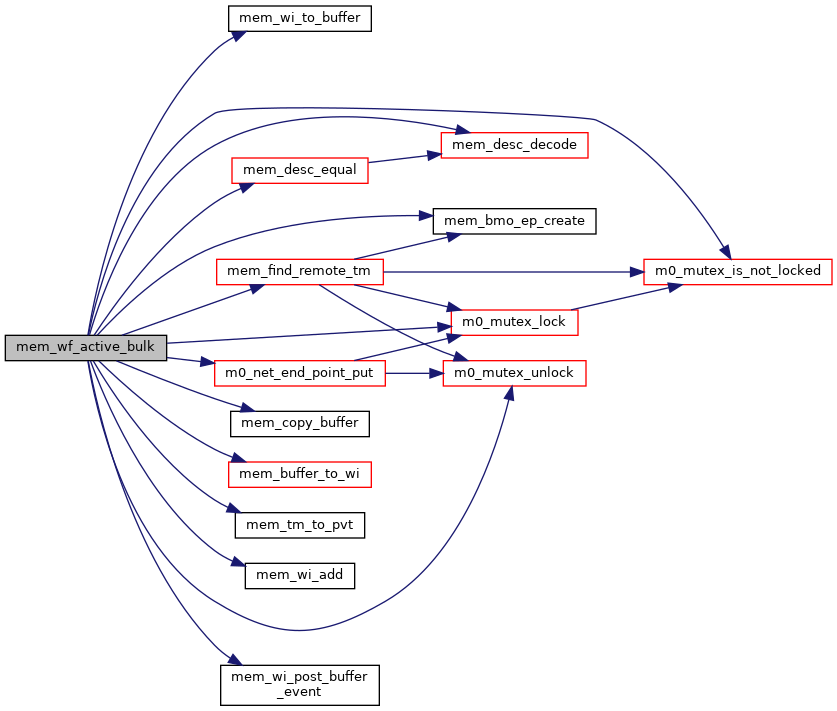 mem_wi_to_buffer
mem_desc_decode
mem_desc_equal
mem_bmo_ep_create
mem_find_remote_tm
m0_mutex_is_not_locked
m0_mutex_lock
mem_wf_active_bulk
m0_net_end_point_put
m0_mutex_unlock
mem_copy_buffer
mem_buffer_to_wi
mem_tm_to_pvt
mem_wi_add
mem_wi_post_buffer
_event